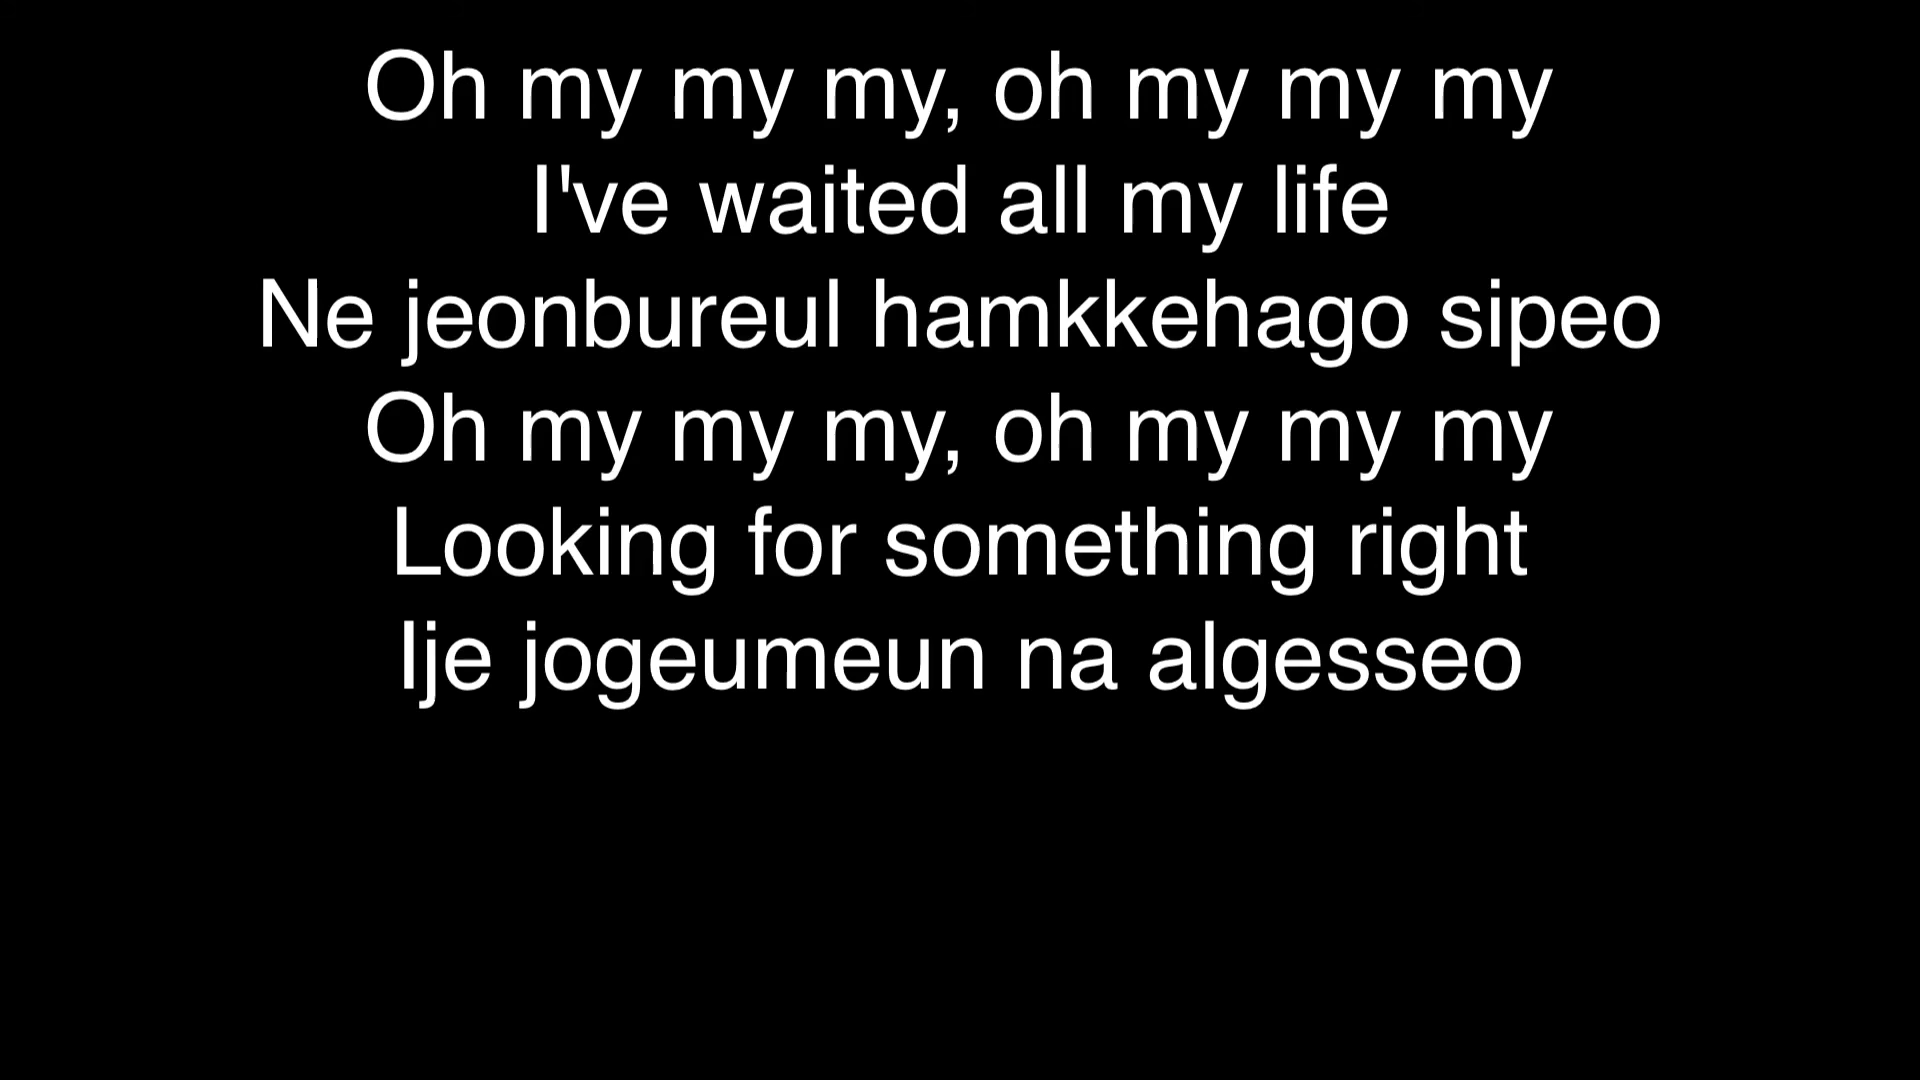 Oh my my my, oh my my my
I've waited all my life
Ne jeonbureul hamkkehago sipeo
Oh my my my, oh my my my
Looking for something right
Ije jogeumeun na algesseo